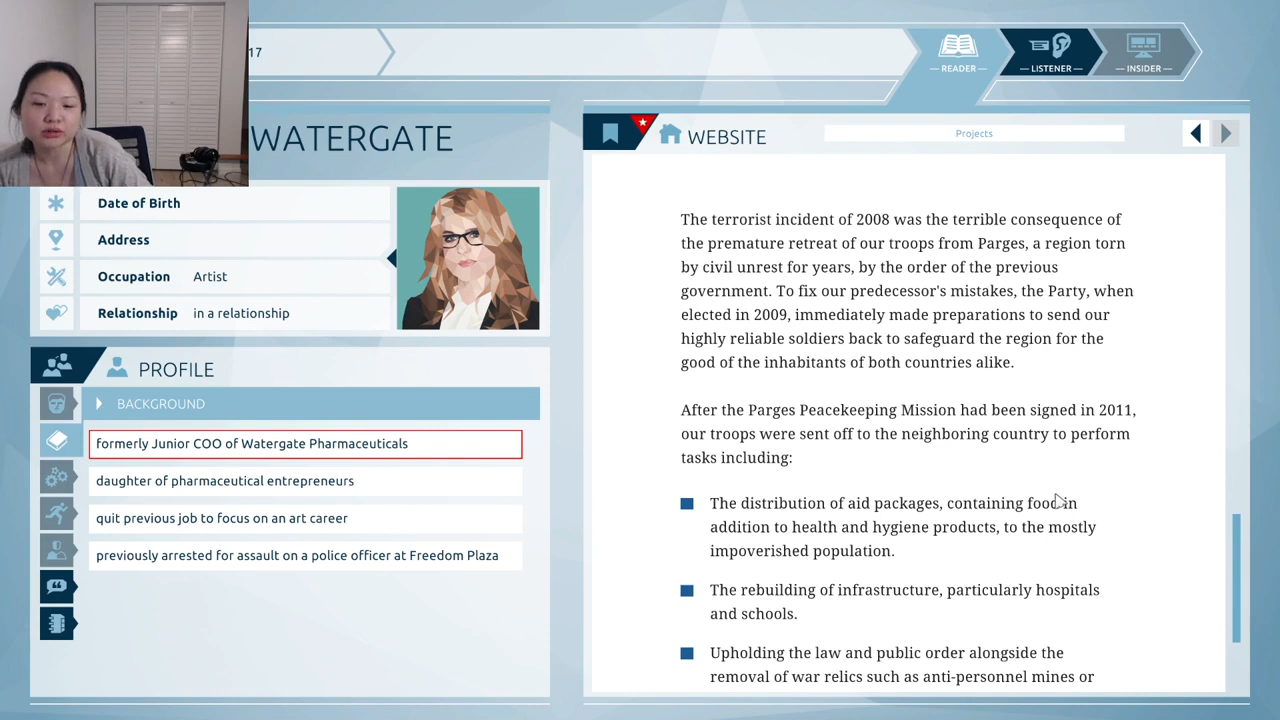 17
— READER —
— LISTENER —
— INSIDER —
WATERGATE
WEBSITE
Projects
Date of Birth
Address
Occupation Artist
Relationship in a relationship
PROFILE
BACKGROUND
formerly Junior COO of Watergate Pharmaceuticals
daughter of pharmaceutical entrepreneurs
quit previous job to focus on an art career
previously arrested for assault on a police officer at Freedom Plaza
The terrorist incident of 2008 was the terrible consequence of
the premature retreat of our troops from Parges, a region torn
by civil unrest for years, by the order of the previous
government. To fix our predecessor's mistakes, the Party, when
elected in 2009, immediately made preparations to send our
highly reliable soldiers back to safeguard the region for the
good of the inhabitants of both countries alike.
After the Parges Peacekeeping Mission had been signed in 2011,
our troops were sent off to the neighboring country to perform
tasks including:
The distribution of aid packages, containing food in
addition to health and hygiene products, to the mostly
impoverished population.
The rebuilding of infrastructure, particularly hospitals
and schools.
Upholding the law and public order alongside the
removal of war relics such as anti-personnel mines or